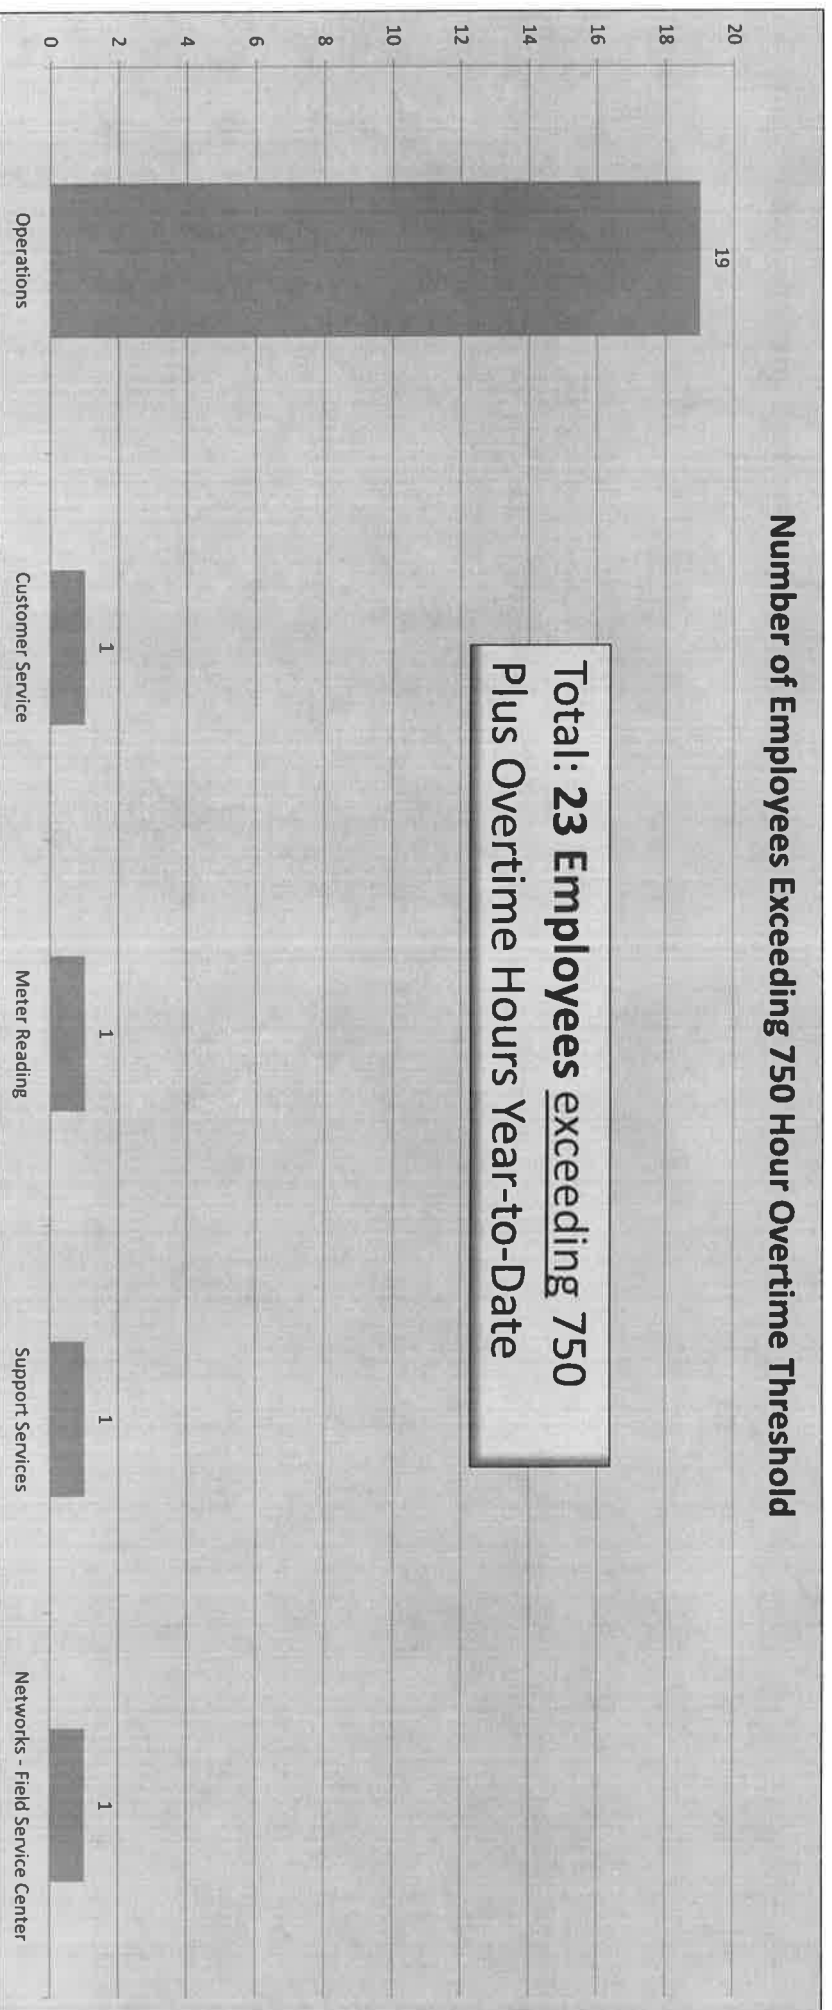 Number of Employees Exceeding 750 Hour Overtime Threshold
20
18
16
14
12
10
8
6
4
2
0
19
1
1
1
1
Total: 23 Employees exceeding 750
Plus Overtime Hours Year-to-Date
Operations
Customer Service
Meter Reading
Support Services
Networks - Field Service Center